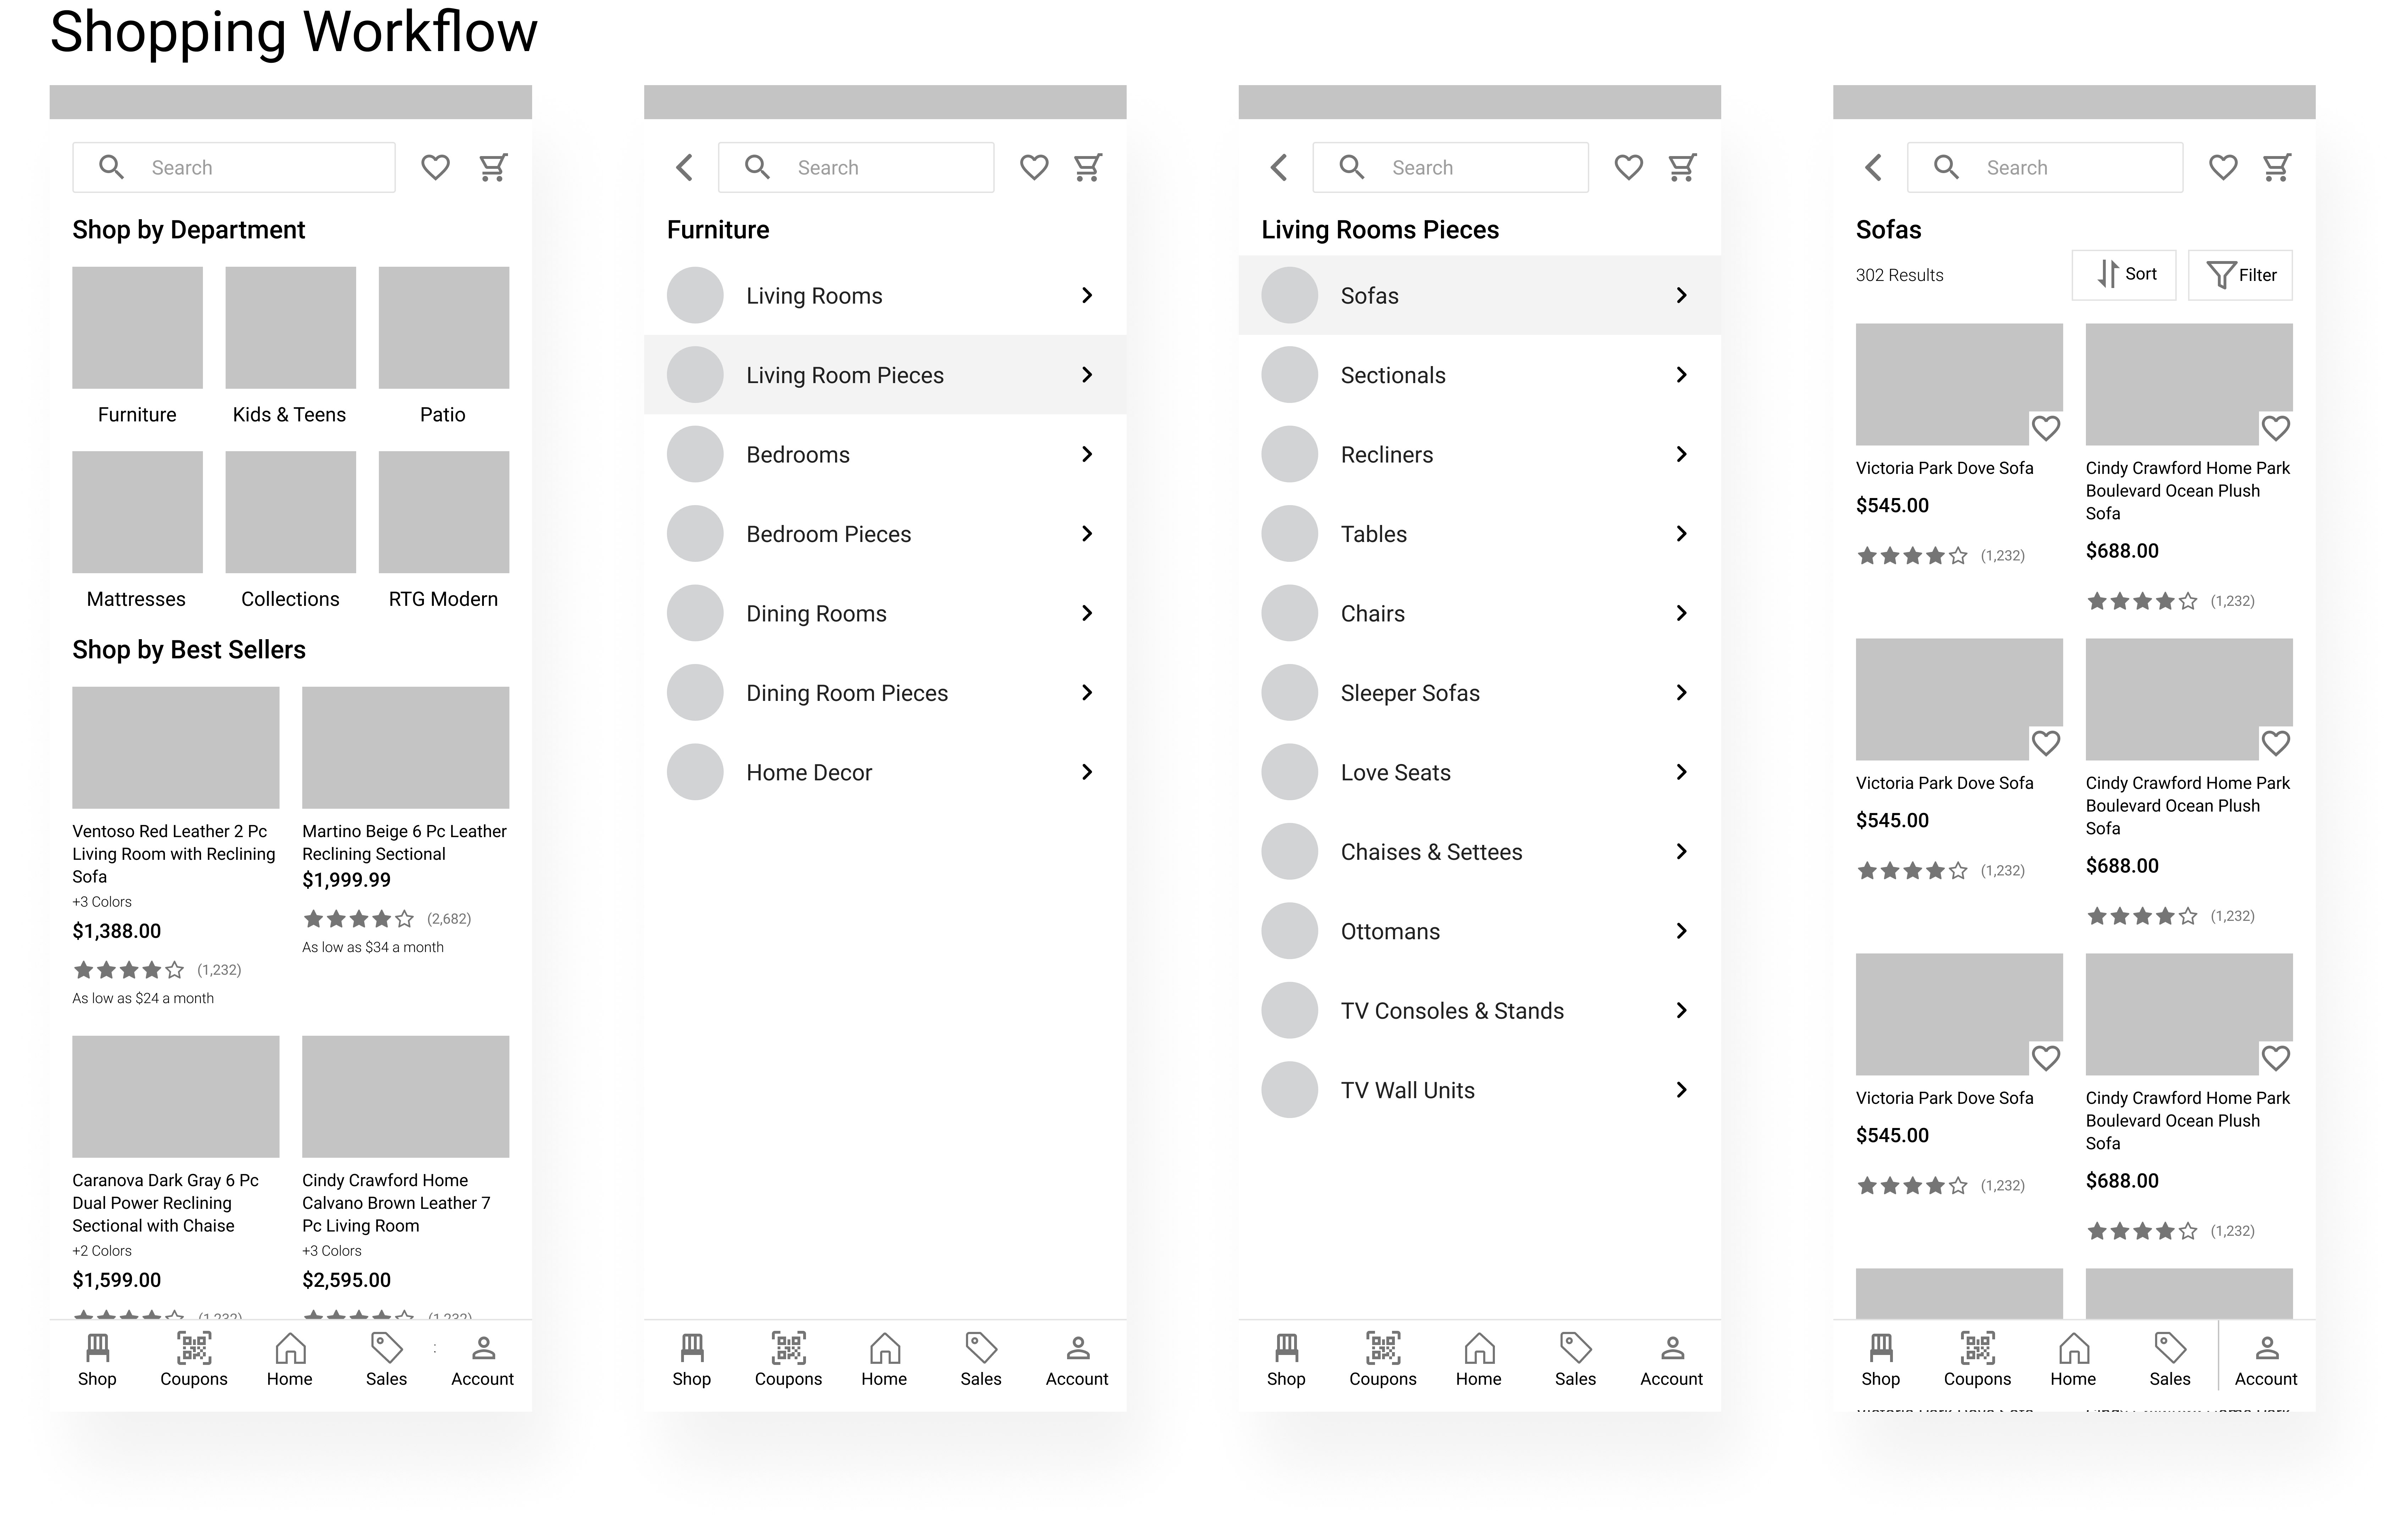 Shopping Workflow
Search
Shop by Department
Furniture
Kids & Teens
Patio
Mattresses
Collections
RTG Modern
Shop by Best Sellers
Ventoso Red Leather 2 Pc
Living Room with Reclining
Sofa
+3 Colors
$1,388.00
(1,232)
As low as $24 a month
Martino Beige 6 Pc Leather
Reclining Sectional
$1,999.99
(2,682)
As low as $34 a month
Caranova Dark Gray 6 Pc
Dual Power Reclining
Sectional with Chaise
+2 Colors
$1,599.00
(1,232)
Cindy Crawford Home
Calvano Brown Leather 7
Pc Living Room
+3 Colors
$2,595.00
(1,232)
Shop
Coupons
Home
Sales
:
Account
Search
Furniture
Living Rooms
Living Room Pieces
Bedrooms
Bedroom Pieces
Dining Rooms
Dining Room Pieces
Home Decor
Shop
Coupons
Home
Sales
Account
Search
Living Rooms Pieces
Sofas
Sectionals
Recliners
Tables
Chairs
Sleeper Sofas
Love Seats
Chaises & Settees
Ottomans
TV Consoles & Stands
TV Wall Units
Shop
Coupons
Home
Sales
Account
Search
Sofas
302 Results
Sort
Filter
Victoria Park Dove Sofa
$545.00
(1,232)
Cindy Crawford Home Park
Boulevard Ocean Plush
Sofa
$688.00
(1,232)
Victoria Park Dove Sofa
$545.00
(1,232)
Cindy Crawford Home Park
Boulevard Ocean Plush
Sofa
$688.00
(1,232)
Victoria Park Dove Sofa
$545.00
(1,232)
Cindy Crawford Home Park
Boulevard Ocean Plush
Sofa
$688.00
(1,232)
Shop
Coupons
Home
Sales
Account